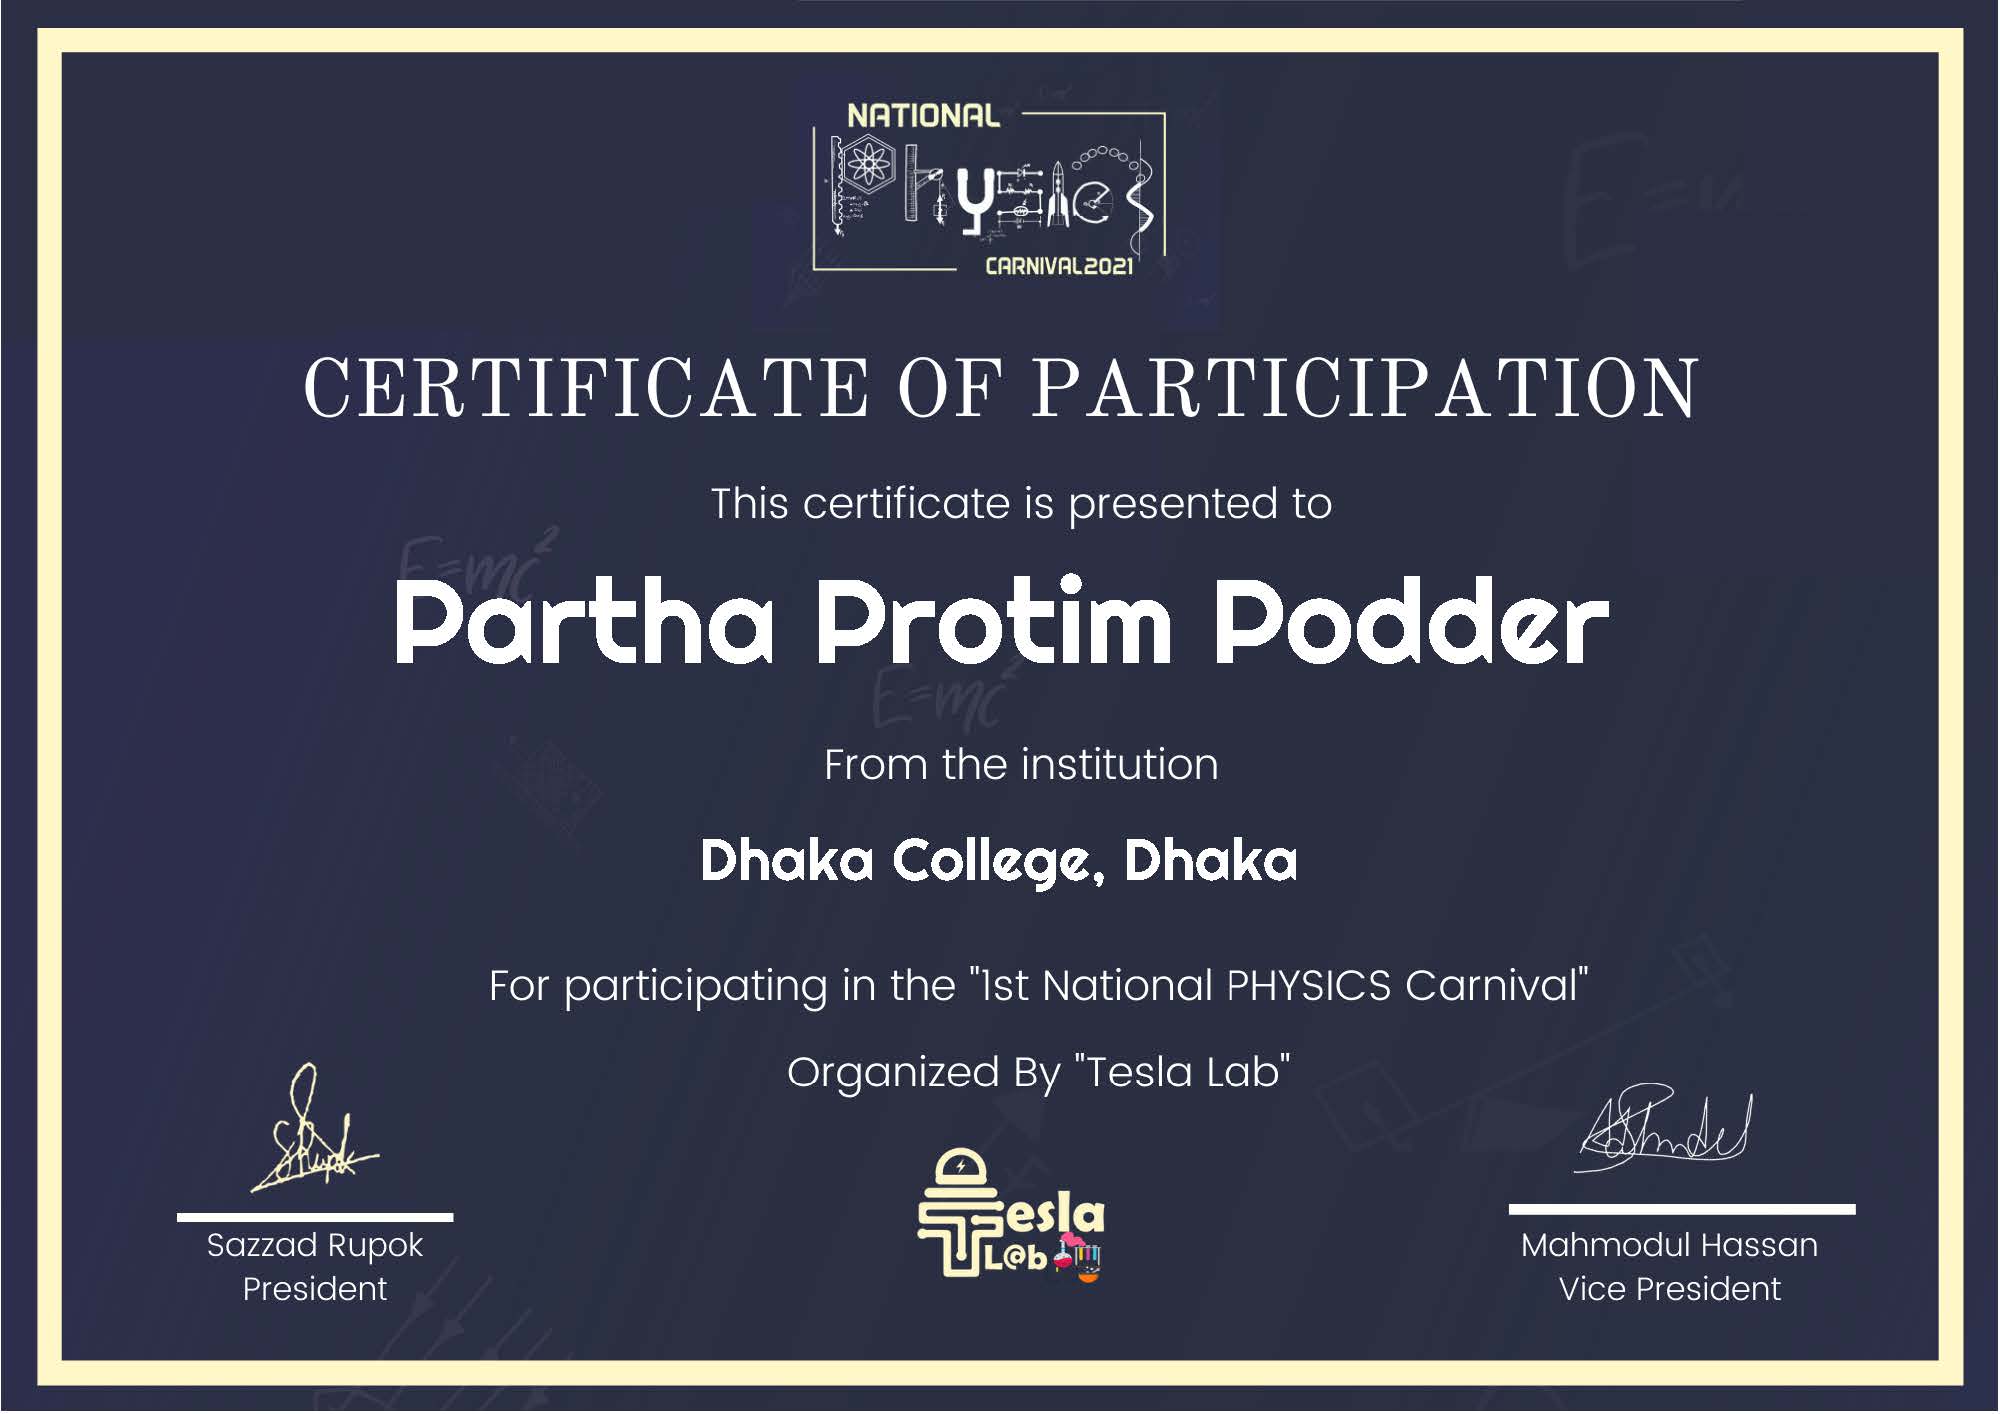 NATIONAL
Physics
CARNIVAL2021
E=m
CERTIFICATE OF PARTICIPATION
This certificate is presented to
E=mc²
Partha Protim Podder
E=mc²
From the institution
Dhaka College, Dhaka
For participating in the "1st National PHYSICS Carnival"
Organized By "Tesla Lab"
Tesla
L@b
Sazzad Rupok
President
Mahmodul Hassan
Vice President